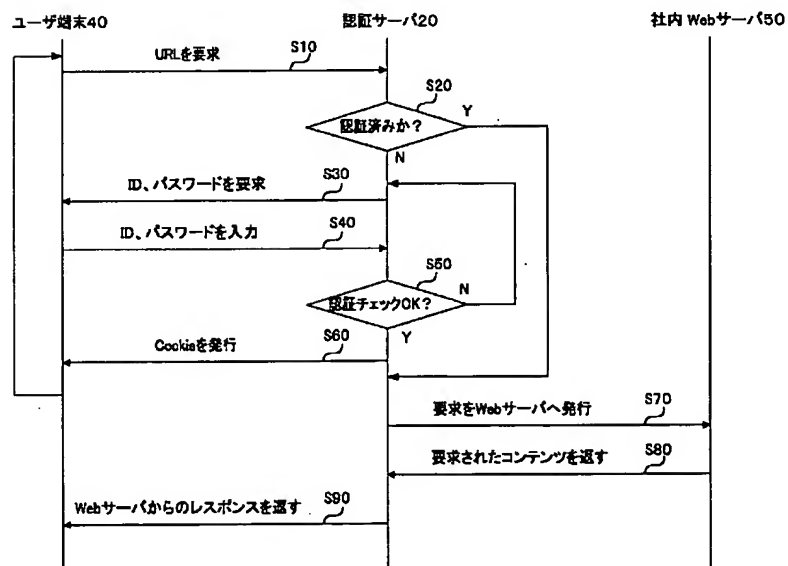 ユーザ端末40 認証サーバ20 社内 Webサーバ50
URLを要求 S10
S20
認証済みか? Y
N
ID、パスワードを要求 S30
ID、パスワードを入力 S40
S50
認証チェックOK? N
Y
Cookieを発行 S60
要求をWebサーバへ発行 S70
要求されたコンテンツを返す S80
Webサーバからのレスポンスを返す S90